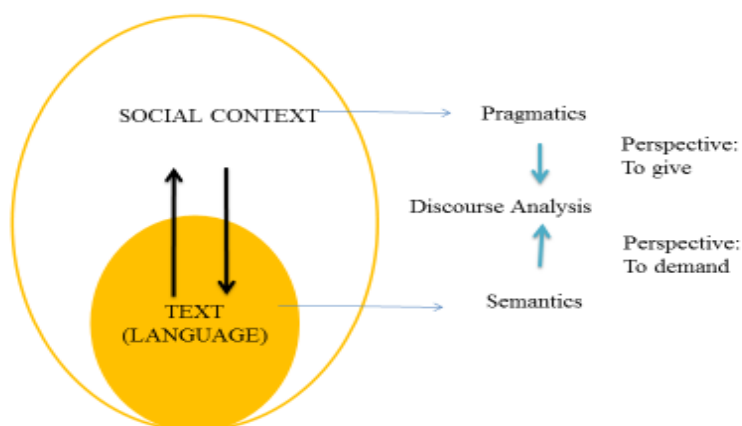 SOCIAL CONTEXT
Pragmatics
Perspective:
To give
Discourse Analysis
Perspective:
To demand
TEXT
(LANGUAGE)
Semantics